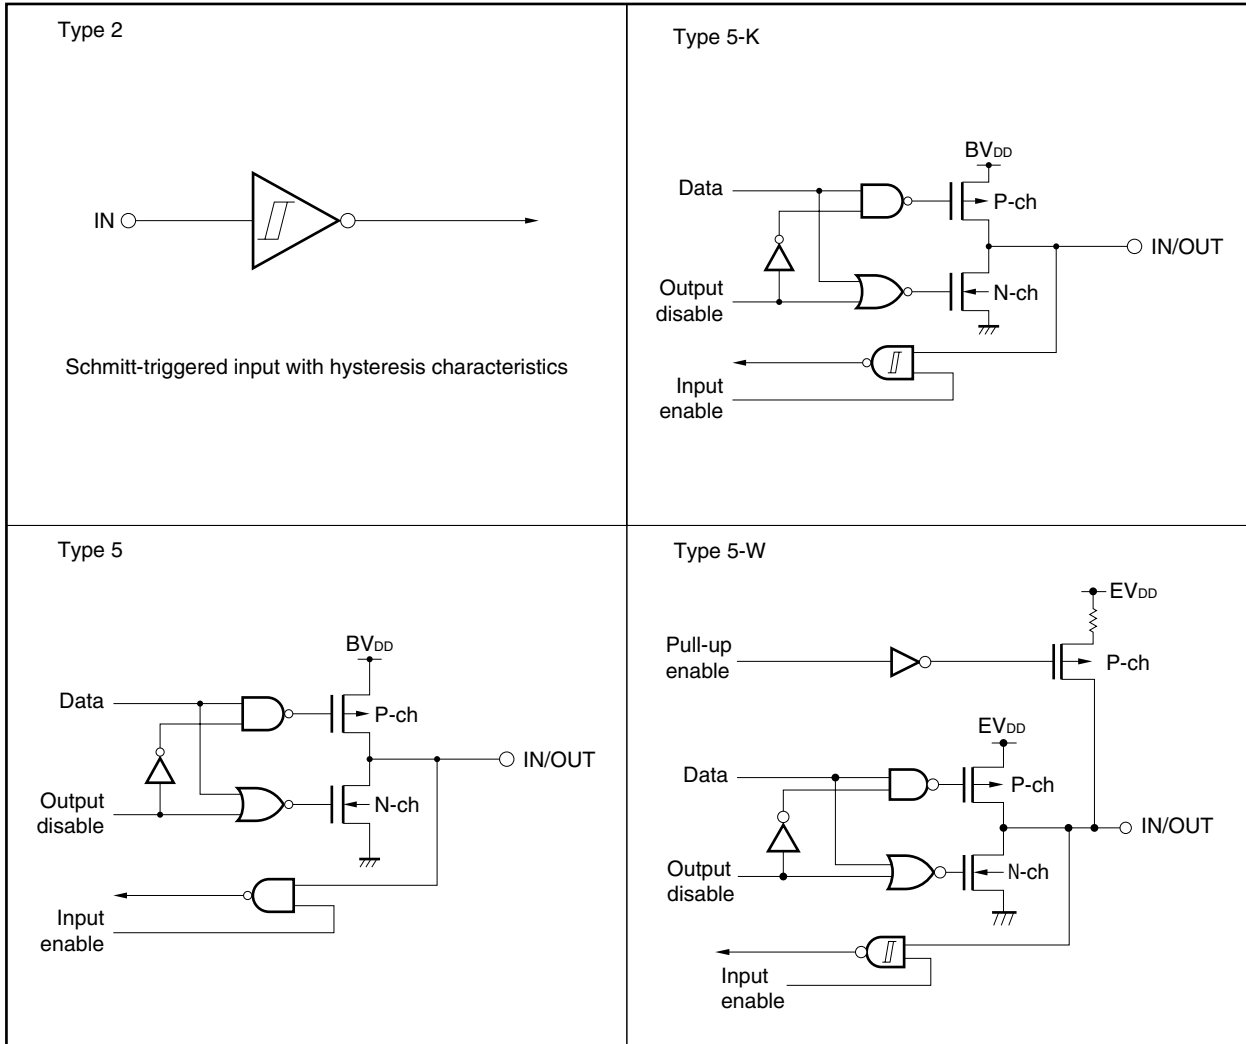 Type 2
IN
Schmitt-triggered input with hysteresis characteristics
Type 5-K
BVDD
Data
P-ch
IN/OUT
Output
disable
N-ch
Input
enable
Type 5
BVDD
Data
P-ch
IN/OUT
Output
disable
N-ch
Input
enable
Type 5-W
EVDD
Pull-up
enable
P-ch
EVDD
Data
P-ch
IN/OUT
Output
disable
N-ch
Input
enable